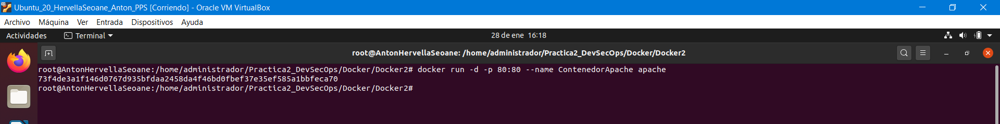 Ubuntu_20_HervellaSeoane_Anton_PPS [Corriendo] - Oracle VM VirtualBox
Archivo Máquina Ver Entrada Dispositivos Ayuda
Actividades Terminal 28 de ene 16:18
root@AntonHervellaSeoane: /home/administrador/Practica2_DevSecOps/Docker/Docker2
root@AntonHervellaSeoane:/home/administrador/Practica2_DevSecOps/Docker/Docker2# docker run -d -p 80:80 --name ContenedorApache apache
73f4de3a1f146d0767d935bfdaa2458da4f46bd0fbef37e35ef585a1bbfeca70
root@AntonHervellaSeoane:/home/administrador/Practica2_DevSecOps/Docker/Docker2#